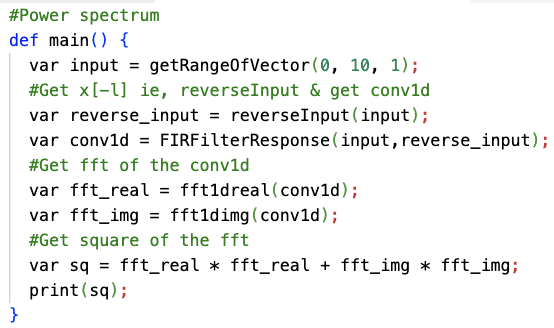 #Power spectrum
def main() {
  var input = getRangeOfVector(0, 10, 1);
  #Get x[-l] ie, reverseInput & get conv1d
  var reverse_input = reverseInput(input);
  var conv1d = FIRFilterResponse(input,reverse_input);
  #Get fft of the conv1d
  var fft_real = fft1dreal(conv1d);
  var fft_img = fft1dimg(conv1d);
  #Get square of the fft
  var sq = fft_real * fft_real + fft_img * fft_img;
  print(sq);
}